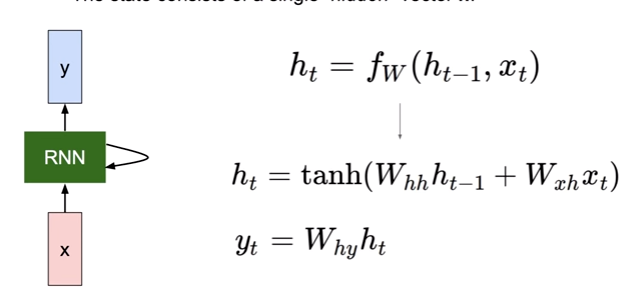 y
RNN
x
h_t = f_W(h_{t-1}, x_t)
h_t = tanh(W_{hh}h_{t-1} + W_{xh}x_t)
y_t = W_{hy}h_t